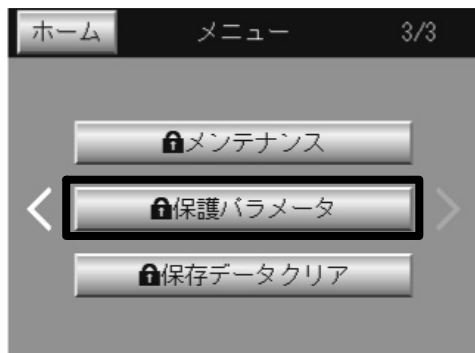 ホーム メニュー 3/3
メンテナンス
保護パラメータ
保存データクリア